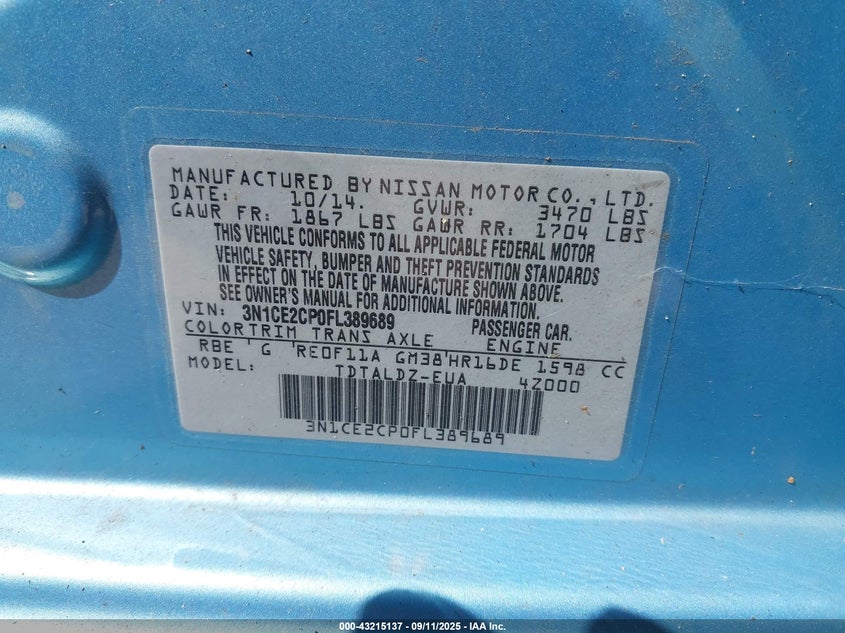 MANUFACTURED BY NISSAN MOTOR CO., LTD.
DATE: 10/14. GVWR: 3470 LBS
GAWR FR: 1867 LBS GAWR RR: 1704 LBS
THIS VEHICLE CONFORMS TO ALL APPLICABLE FEDERAL MOTOR
VEHICLE SAFETY, BUMPER AND THEFT PREVENTION STANDARDS
IN EFFECT ON THE DATE OF MANUFACTURE SHOWN ABOVE.
SEE OWNER'S MANUAL FOR ADDITIONAL INFORMATION.
VIN: 3N1CE2CP0FL389689 PASSENGER CAR.
COLORTRIM TRANS AXLE ENGINE
RBE ' G 'RE0F11A GM38'HR16DE 1598 CC
MODEL: TDTALDZ-EUA 4Z000
3N1CE2CP0FL389689
000-43215137 - 09/11/2025 - IAA Inc.